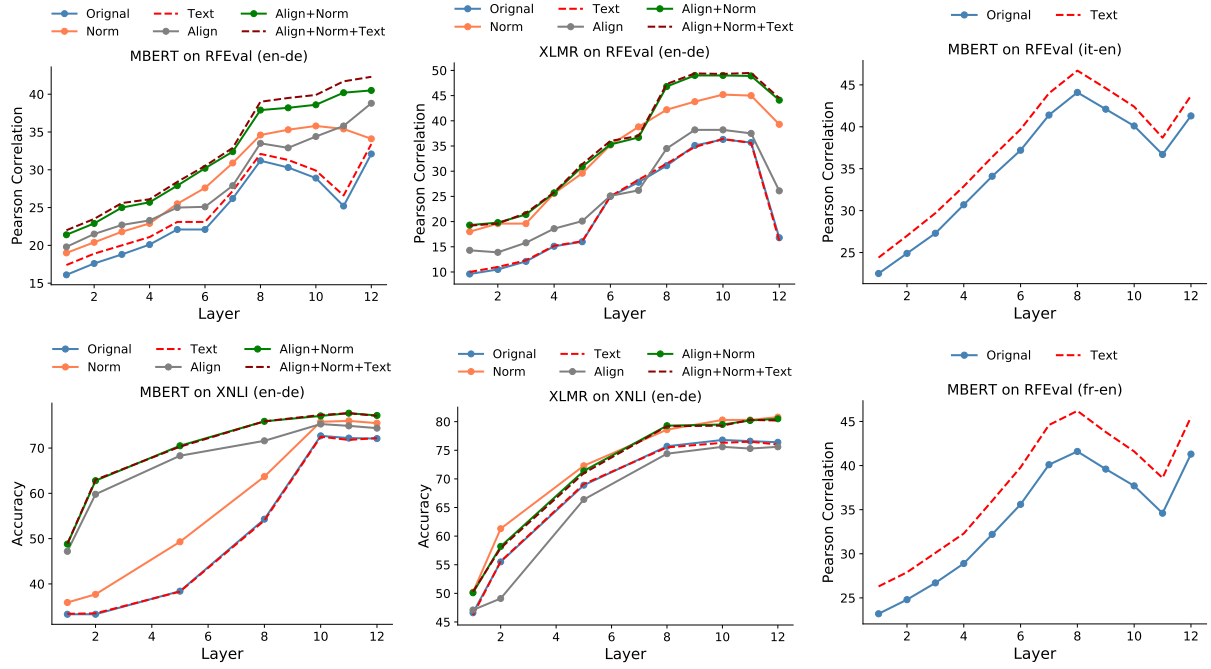 Orignal Text Align+Norm
Norm Align Align+Norm+Text
MBERT on RFEval (en-de)
Pearson Correlation
40
35
30
25
20
15
2 4 6 8 10 12
Layer
Orignal Text Align+Norm
Norm Align Align+Norm+Text
XLMR on RFEval (en-de)
Pearson Correlation
50
45
40
35
30
25
20
15
10
2 4 6 8 10 12
Layer
Orignal Text
MBERT on RFEval (it-en)
Pearson Correlation
45
40
35
30
25
2 4 6 8 10 12
Layer
Orignal Text Align+Norm
Norm Align Align+Norm+Text
MBERT on XNLI (en-de)
Accuracy
70
60
50
40
2 4 6 8 10 12
Layer
Orignal Text Align+Norm
Norm Align Align+Norm+Text
XLMR on XNLI (en-de)
Accuracy
80
75
70
65
60
55
50
45
2 4 6 8 10 12
Layer
Orignal Text
MBERT on RFEval (fr-en)
Pearson Correlation
45
40
35
30
25
2 4 6 8 10 12
Layer